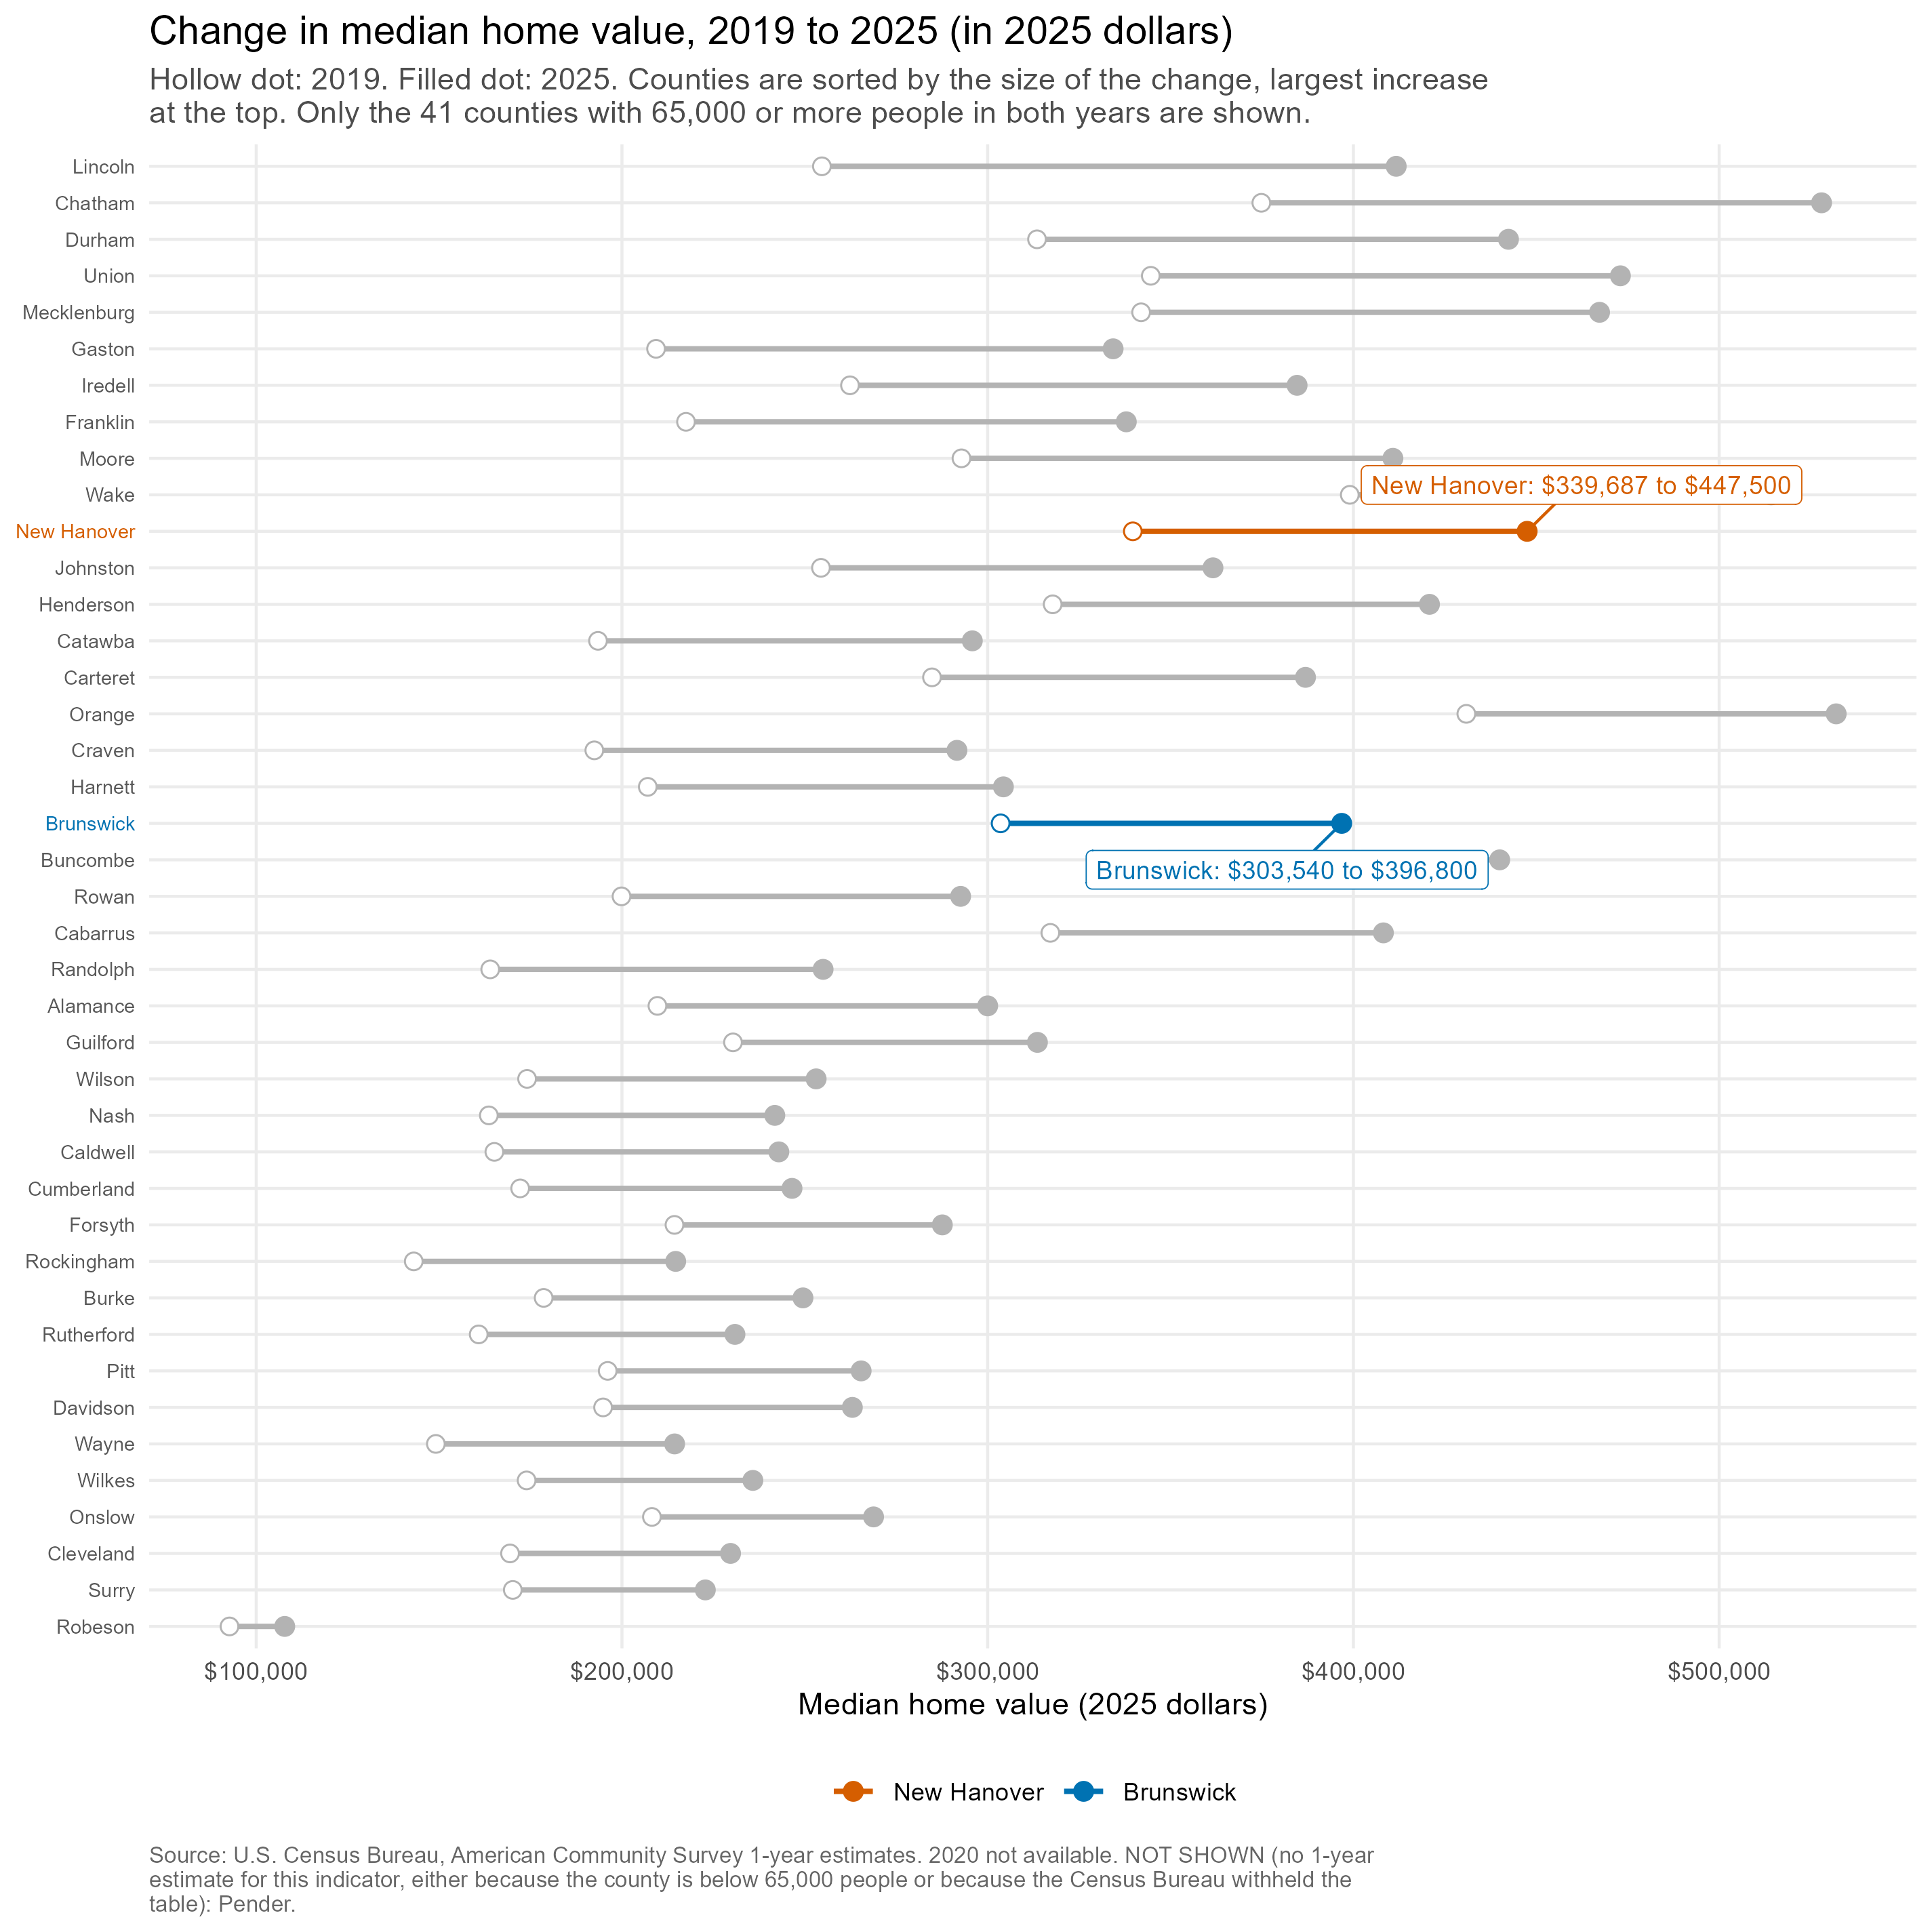 Change in median home value, 2019 to 2025 (in 2025 dollars)
Hollow dot: 2019. Filled dot: 2025. Counties are sorted by the size of the change, largest increase
at the top. Only the 41 counties with 65,000 or more people in both years are shown.
Lincoln
Chatham
Durham
Union
Mecklenburg
Gaston
Iredell
Franklin
Moore
Wake
New Hanover: $339,687 to $447,500
New Hanover
Johnston
Henderson
Catawba
Carteret
Orange
Craven
Harnett
Brunswick
Buncombe
Brunswick: $303,540 to $396,800
Rowan
Cabarrus
Randolph
Alamance
Guilford
Wilson
Nash
Caldwell
Cumberland
Forsyth
Rockingham
Burke
Rutherford
Pitt
Davidson
Wayne
Wilkes
Onslow
Cleveland
Surry
Robeson
$100,000 $200,000 $300,000 $400,000 $500,000
Median home value (2025 dollars)
New Hanover Brunswick
Source: U.S. Census Bureau, American Community Survey 1-year estimates. 2020 not available. NOT SHOWN (no 1-year
estimate for this indicator, either because the county is below 65,000 people or because the Census Bureau withheld the
table): Pender.